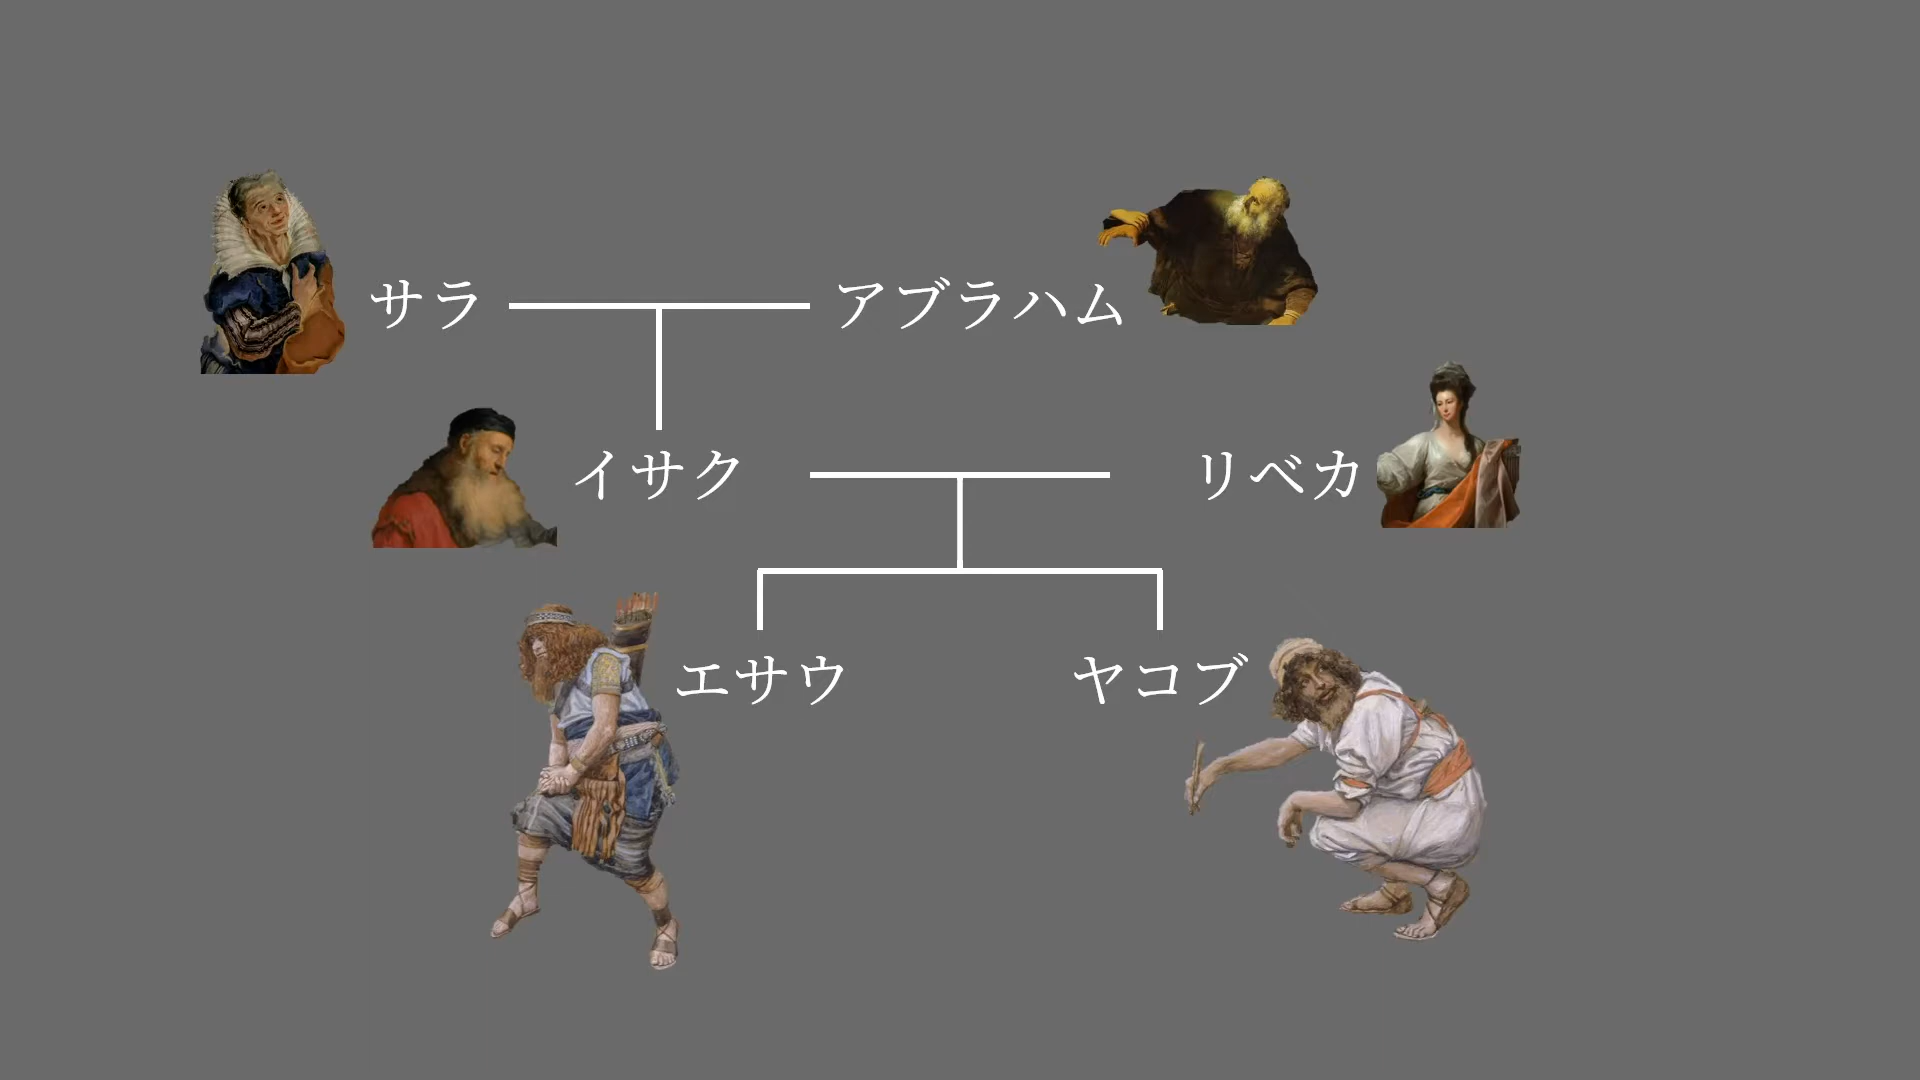 サラ
アブラハム
イサク
リベカ
エサウ
ヤコブ